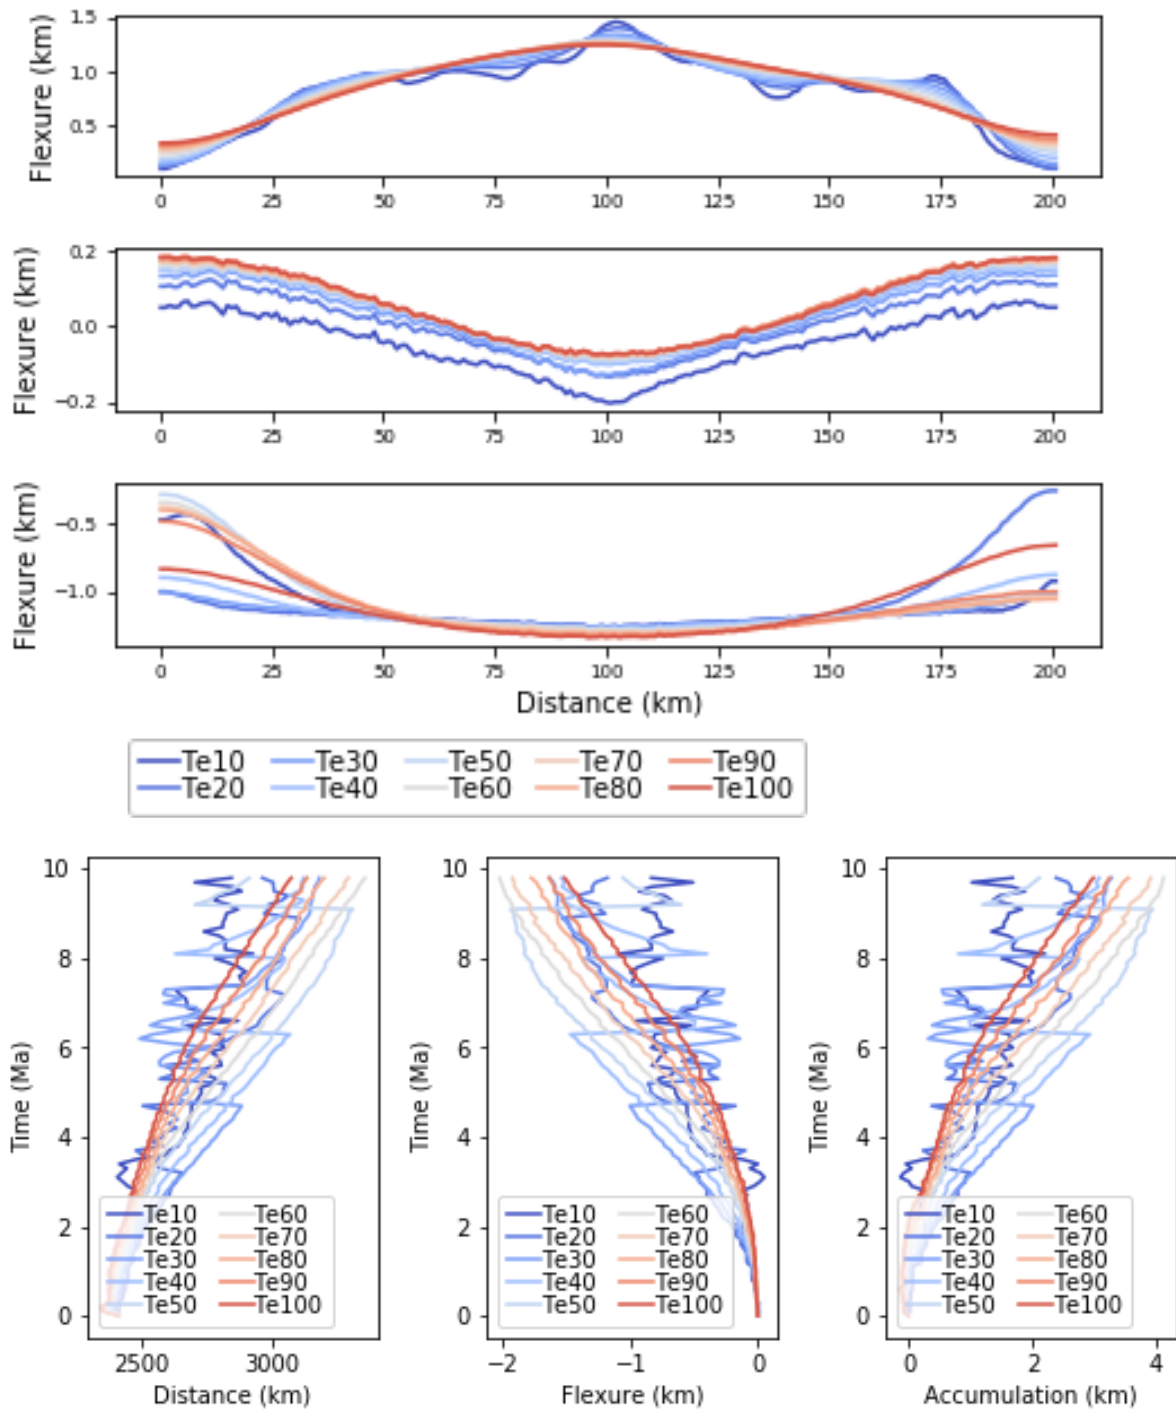 1.5
1.0
0.5
Flexure (km)
0 25 50 75 100 125 150 175 200
0.2
0.0
−0.2
Flexure (km)
0 25 50 75 100 125 150 175 200
−0.5
−1.0
Flexure (km)
0 25 50 75 100 125 150 175 200
Distance (km)
Te10 Te30 Te50 Te70 Te90
Te20 Te40 Te60 Te80 Te100
10 10 10
8 8 8
6 6 6
4 4 4
2 2 2
0 0 0
Time (Ma) Time (Ma) Time (Ma)
Te10 Te60 Te10 Te60 Te10 Te60
Te20 Te70 Te20 Te70 Te20 Te70
Te30 Te80 Te30 Te80 Te30 Te80
Te40 Te90 Te40 Te90 Te40 Te90
Te50 Te100 Te50 Te100 Te50 Te100
2500 3000 −2 −1 0 0 2 4
Distance (km) Flexure (km) Accumulation (km)